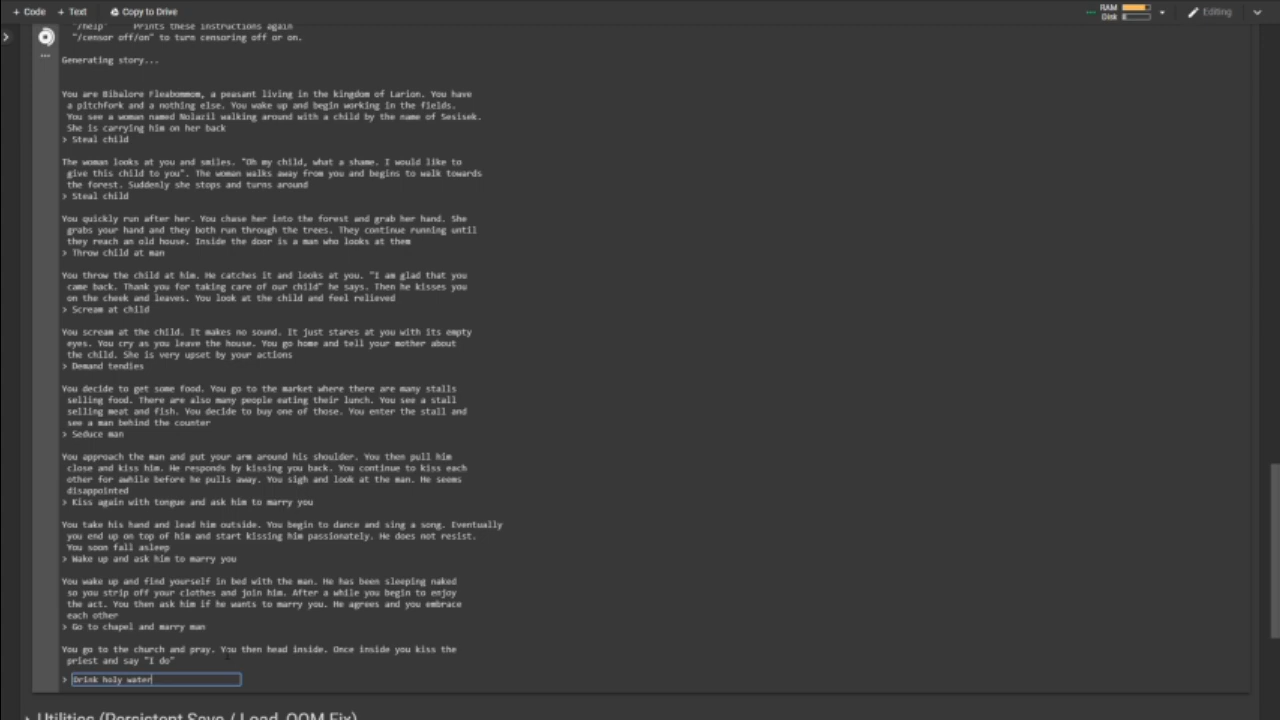 + Code + Text Copy to Drive
RAM
Disk
Editing
"/help" Prints these instructions again
"/censor off/on" to turn censoring off or on.
Generating story...
You are Bibalore Fleabommom, a peasant living in the kingdom of Larion. You have
a pitchfork and a nothing else. You wake up and begin working in the fields.
You see a woman named Nolazil walking around with a child by the name of Sesisek.
She is carrying him on her back
> Steal child
The woman looks at you and smiles. "Oh my child, what a shame. I would like to
give this child to you". The woman walks away from you and begins to walk towards
the forest. Suddenly she stops and turns around
> Steal child
You quickly run after her. You chase her into the forest and grab her hand. She
grabs your hand and they both run through the trees. They continue running until
they reach an old house. Inside the door is a man who looks at them
> Throw child at man
You throw the child at him. He catches it and looks at you. "I am glad that you
came back. Thank you for taking care of our child" he says. Then he kisses you
on the cheek and leaves. You look at the child and feel relieved
> Scream at child
You scream at the child. It makes no sound. It just stares at you with its empty
eyes. You cry as you leave the house. You go home and tell your mother about
the child. She is very upset by your actions
> Demand tendies
You decide to get some food. You go to the market where there are many stalls
selling food. There are also many people eating their lunch. You see a stall
selling meat and fish. You decide to buy one of those. You enter the stall and
see a man behind the counter
> Seduce man
You approach the man and put your arm around his shoulder. You then pull him
close and kiss him. He responds by kissing you back. You continue to kiss each
other for awhile before he pulls away. You sigh and look at the man. He seems
disappointed
> Kiss again with tongue and ask him to marry you
You take his hand and lead him outside. You begin to dance and sing a song. Eventually
you end up on top of him and start kissing him passionately. He does not resist.
You soon fall asleep
> Wake up and ask him to marry you
You wake up and find yourself in bed with the man. He has been sleeping naked
so you strip off your clothes and join him. After a while you begin to enjoy
the act. You then ask him if he wants to marry you. He agrees and you embrace
each other
> Go to chapel and marry man
You go to the church and pray. You then head inside. Once inside you kiss the
priest and say "I do"
> Drink holy water
Utilities (Persistent Save / Load, OOM Fix)